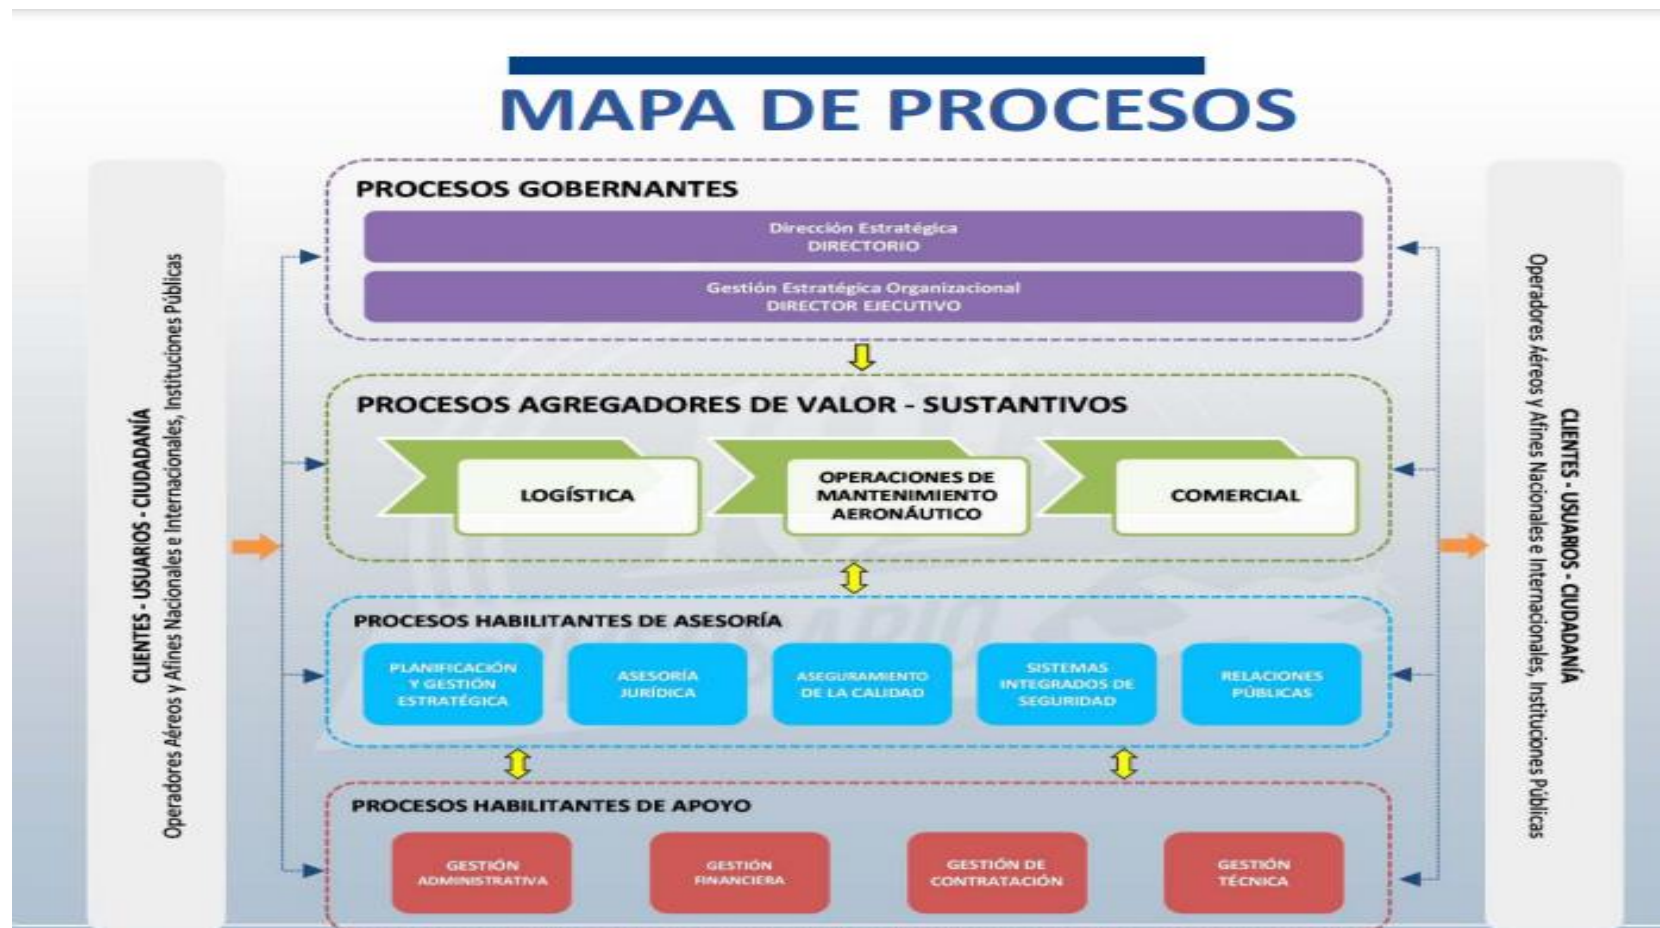 MAPA DE PROCESOS
CLIENTES - USUARIOS - CIUDADANÍA
Operadores Aéreos y Afines Nacionales e Internacionales, Instituciones Públicas
PROCESOS GOBERNANTES
Dirección Estratégica
DIRECTORIO
Gestión Estratégica Organizacional
DIRECTOR EJECUTIVO
PROCESOS AGREGADORES DE VALOR - SUSTANTIVOS
LOGÍSTICA
OPERACIONES DE
MANTENIMIENTO
AERONÁUTICO
COMERCIAL
PROCESOS HABILITANTES DE ASESORÍA
PLANIFICACIÓN
Y GESTIÓN
ESTRATÉGICA
ASESORÍA
JURÍDICA
ASEGURAMIENTO
DE LA CALIDAD
SISTEMAS
INTEGRADOS DE
SEGURIDAD
RELACIONES
PÚBLICAS
PROCESOS HABILITANTES DE APOYO
GESTIÓN
ADMINISTRATIVA
GESTIÓN
FINANCIERA
GESTIÓN DE
CONTRATACIÓN
GESTIÓN
TÉCNICA
CLIENTES - USUARIOS - CIUDADANÍA
Operadores Aéreos y Afines Nacionales e Internacionales, Instituciones Públicas